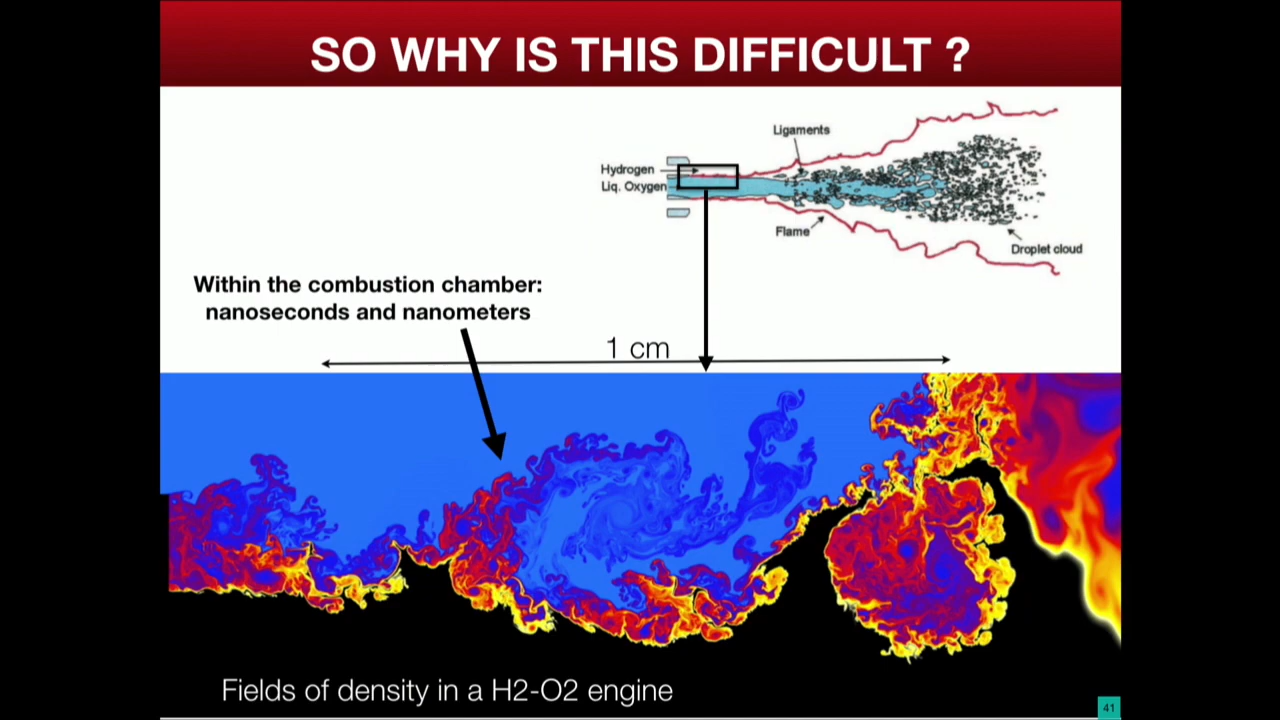 SO WHY IS THIS DIFFICULT ?
Ligaments
Hydrogen
Liq. Oxygen
Flame
Droplet cloud
Within the combustion chamber:
nanoseconds and nanometers
1 cm
Fields of density in a H2-O2 engine
41